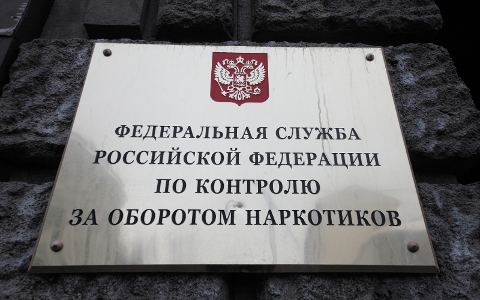 ФЕДЕРАЛЬНАЯ СЛУЖБА
РОССИЙСКОЙ ФЕДЕРАЦИИ
ПО КОНТРОЛЮ
ЗА ОБОРОТОМ НАРКОТИКОВ